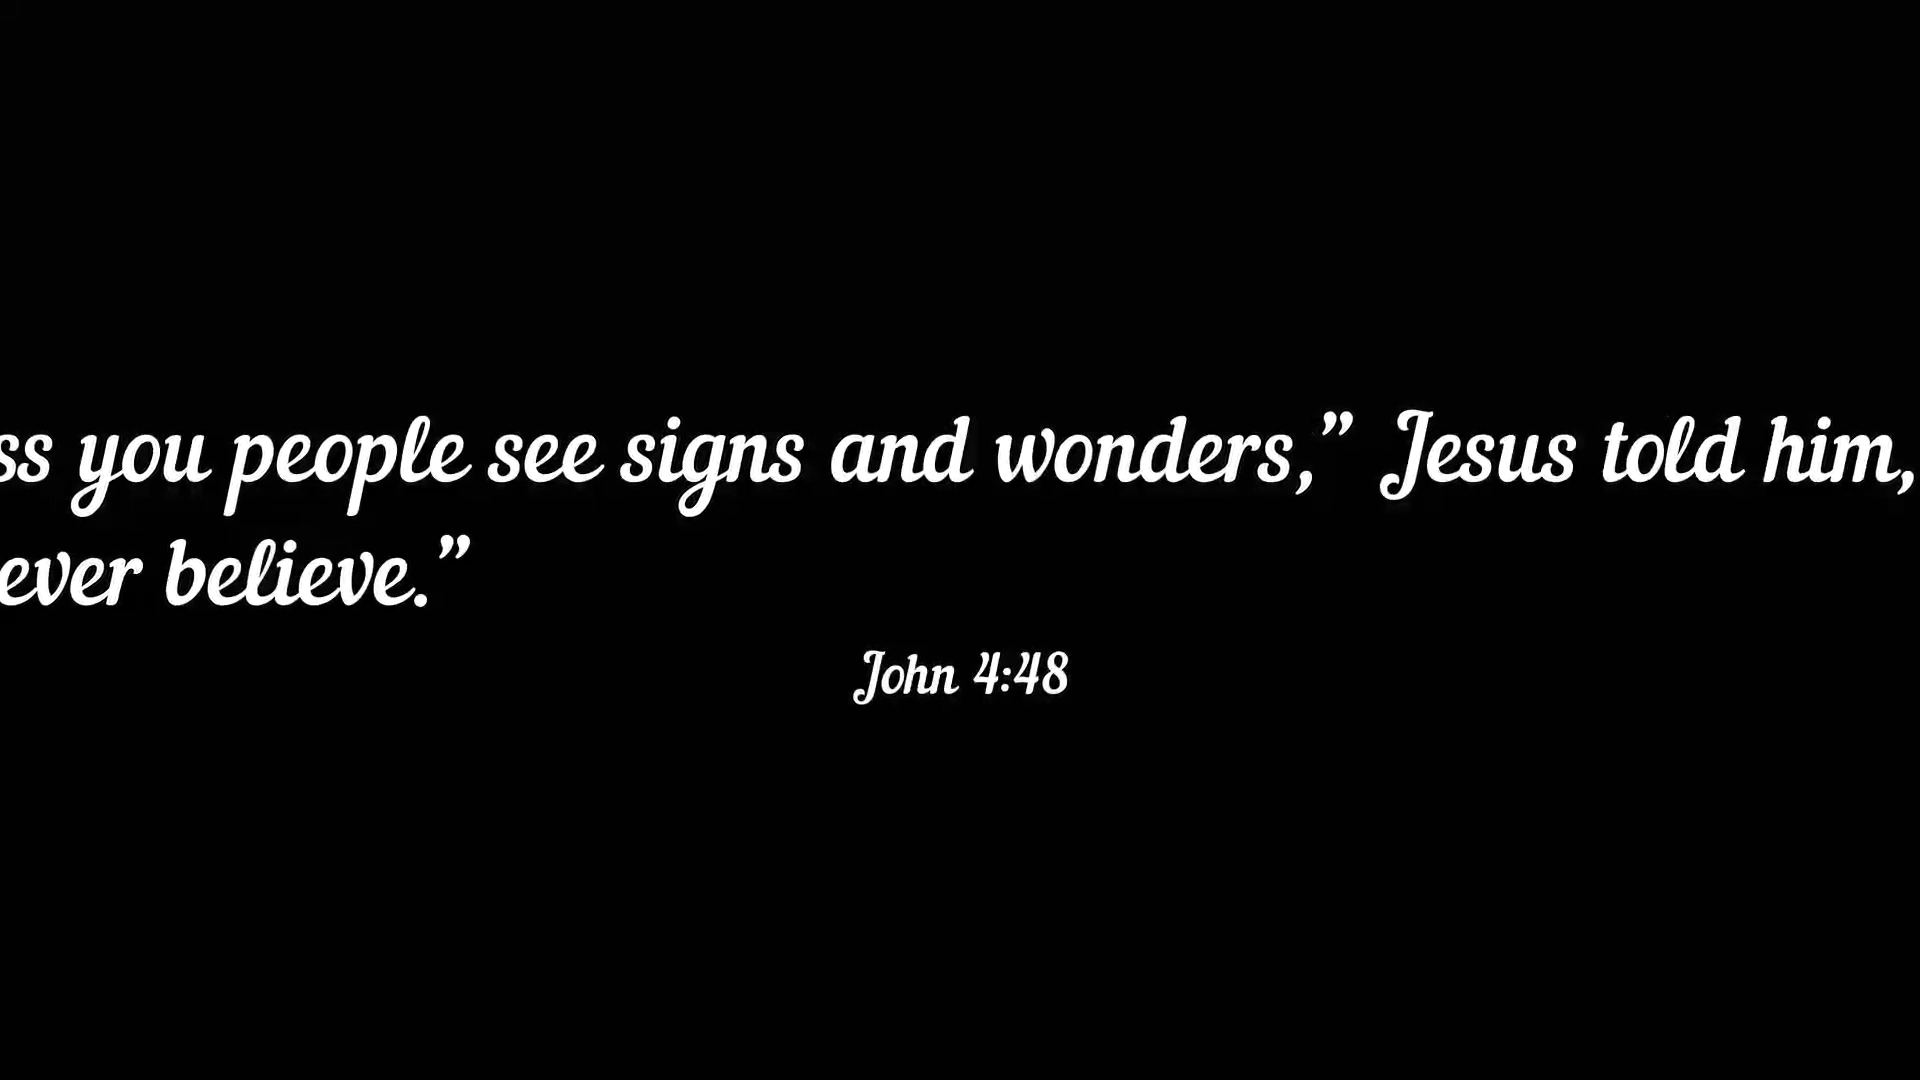 ss you people see signs and wonders,” Jesus told him,
ever believe.”
John 4:48